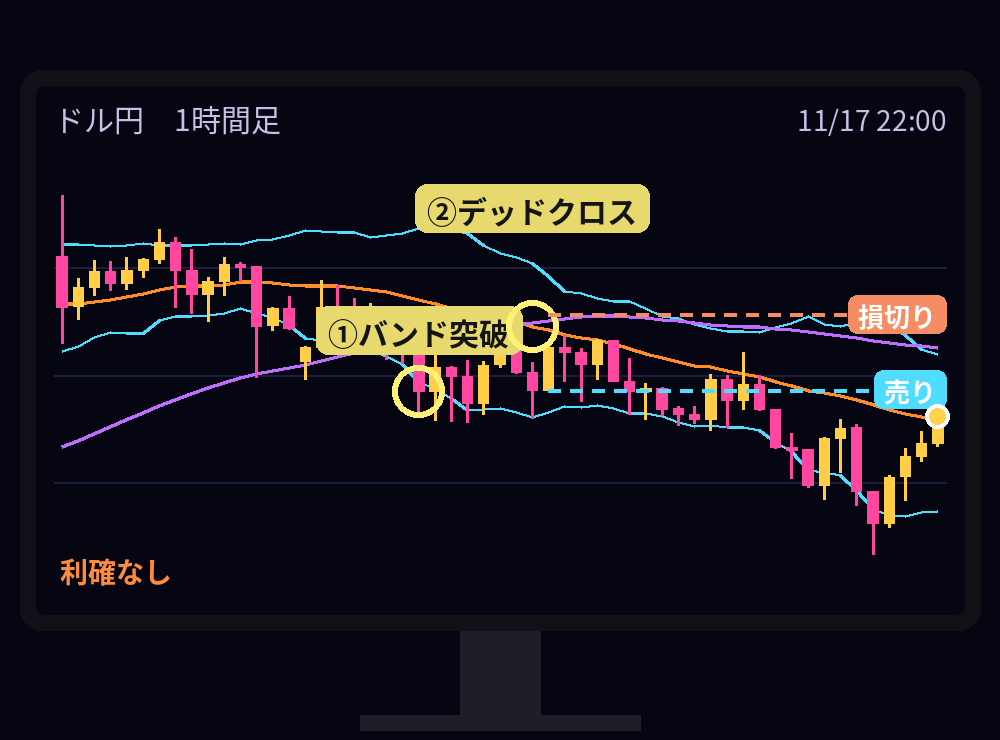 ドル円　1時間足
11/17 22:00
②デッドクロス
①バンド突破
損切り
売り
利確なし